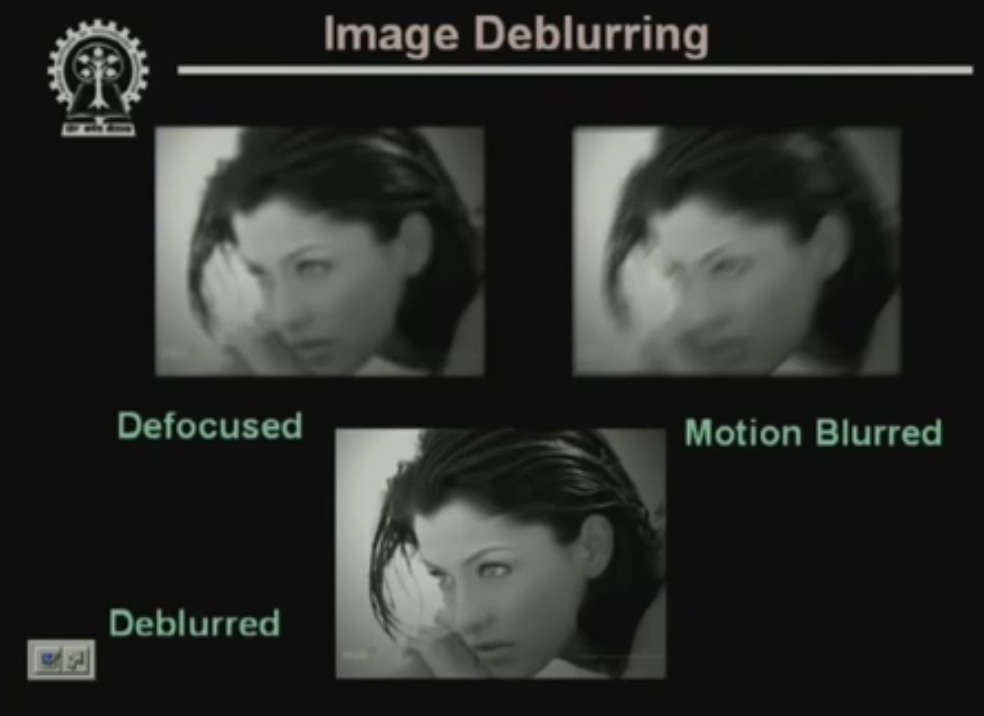 Image Deblurring
Defocused
Motion Blurred
Deblurred